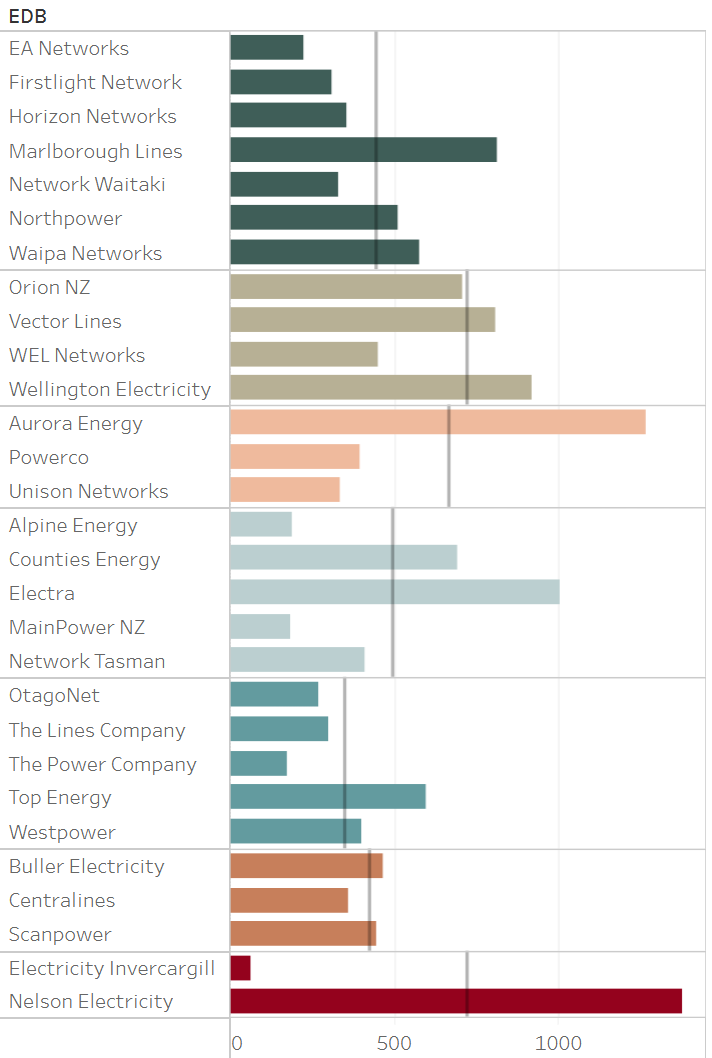 EDB
EA Networks
Firstlight Network
Horizon Networks
Marlborough Lines
Network Waitaki
Northpower
Waipa Networks
Orion NZ
Vector Lines
WEL Networks
Wellington Electricity
Aurora Energy
Powerco
Unison Networks
Alpine Energy
Counties Energy
Electra
MainPower NZ
Network Tasman
OtagoNet
The Lines Company
The Power Company
Top Energy
Westpower
Buller Electricity
Centralines
Scanpower
Electricity Invercargill
Nelson Electricity
0 500 1000